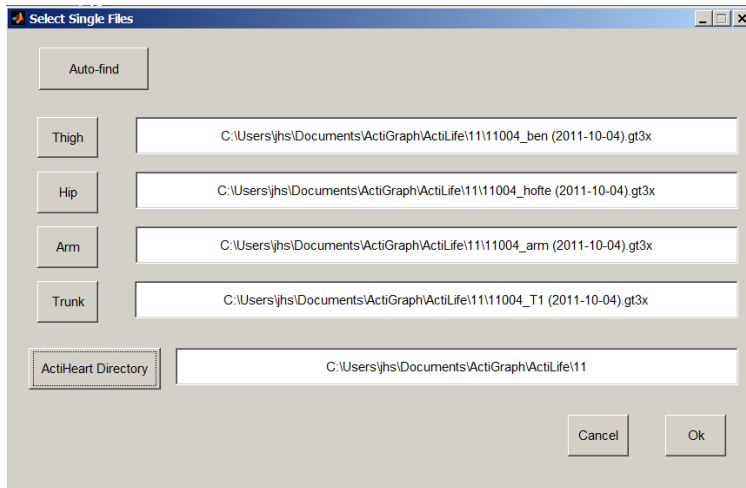 Select Single Files
Auto-find
Thigh C:\Users\jhs\Documents\ActiGraph\ActiLife\11\11004_ben (2011-10-04).gt3x
Hip C:\Users\jhs\Documents\ActiGraph\ActiLife\11\11004_hofte (2011-10-04).gt3x
Arm C:\Users\jhs\Documents\ActiGraph\ActiLife\11\11004_arm (2011-10-04).gt3x
Trunk C:\Users\jhs\Documents\ActiGraph\ActiLife\11\11004_T1 (2011-10-04).gt3x
ActiHeart Directory C:\Users\jhs\Documents\ActiGraph\ActiLife\11
Cancel Ok